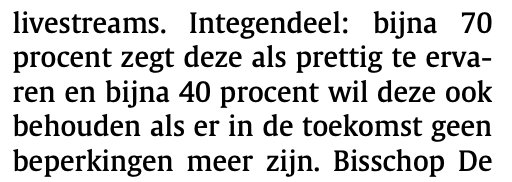 livestreams. Integendeel: bijna 70
procent zegt deze als prettig te erva-
ren en bijna 40 procent wil deze ook
behouden als er in de toekomst geen
beperkingen meer zijn. Bisschop De